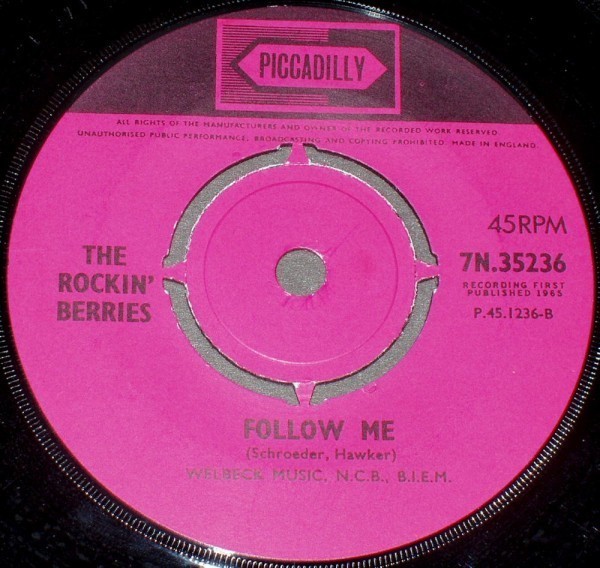 PICCADILLY
ALL RIGHTS OF THE MANUFACTURERS AND OWNER OF THE RECORDED WORK RESERVED.
UNAUTHORISED PUBLIC PERFORMANCE, BROADCASTING AND COPYING PROHIBITED. MADE IN ENGLAND.
THE
ROCKIN'
BERRIES
45RPM
7N.35236
RECORDING FIRST
PUBLISHED 1965
P.45.1236-B
FOLLOW ME
(Schroeder, Hawker)
WELBECK MUSIC, N.C.B., B.I.E.M.